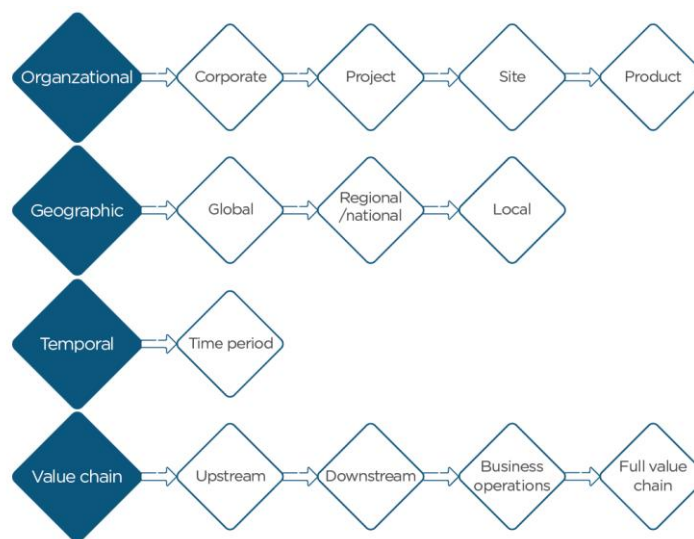 Organzational
Corporate
Project
Site
Product
Geographic
Global
Regional
/national
Local
Temporal
Time period
Value chain
Upstream
Downstream
Business
operations
Full value
chain